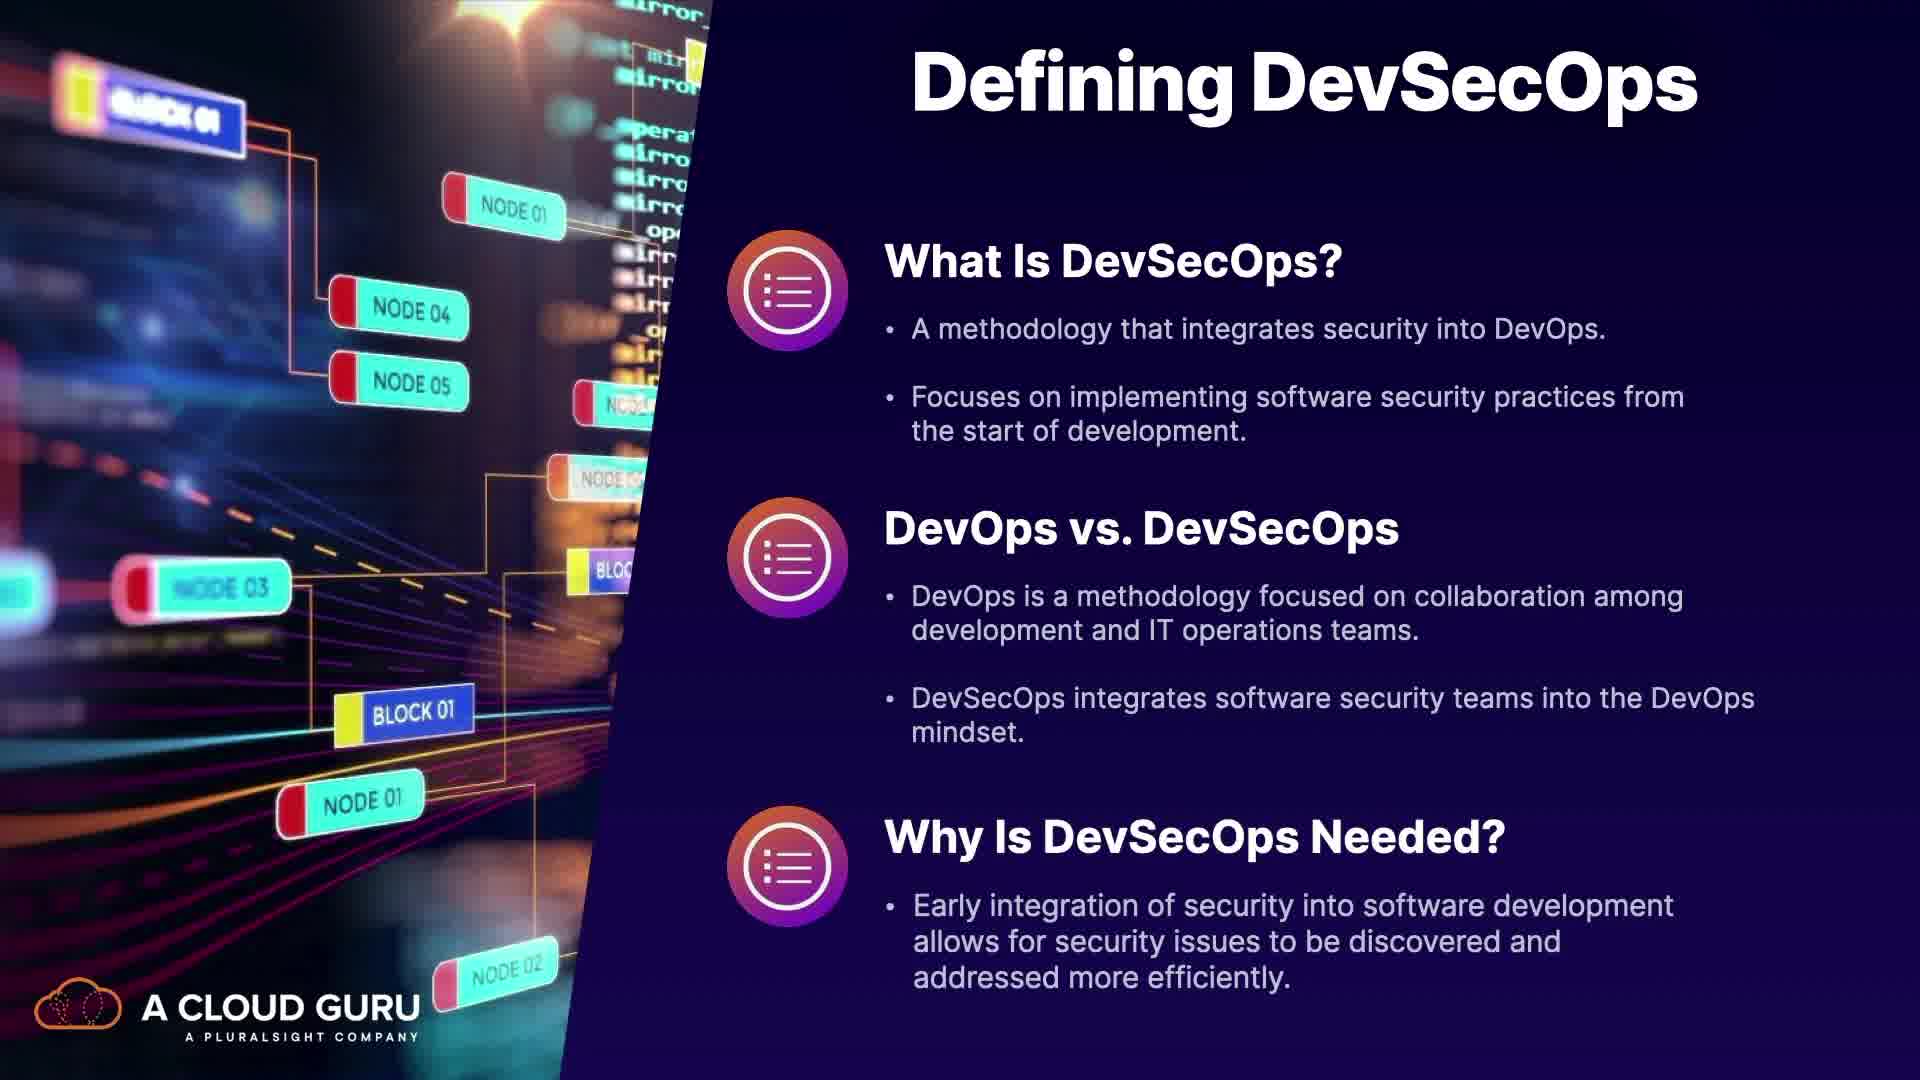 Defining DevSecOps
What Is DevSecOps?
• A methodology that integrates security into DevOps.
• Focuses on implementing software security practices from
the start of development.
DevOps vs. DevSecOps
• DevOps is a methodology focused on collaboration among
development and IT operations teams.
• DevSecOps integrates software security teams into the DevOps
mindset.
Why Is DevSecOps Needed?
• Early integration of security into software development
allows for security issues to be discovered and
addressed more efficiently.
BLOCK 01
NODE 01
NODE 04
NODE 05
NODE
NODE 03
BLOCK 01
NODE 01
NODE 02
A CLOUD GURU
A PLURALSIGHT COMPANY